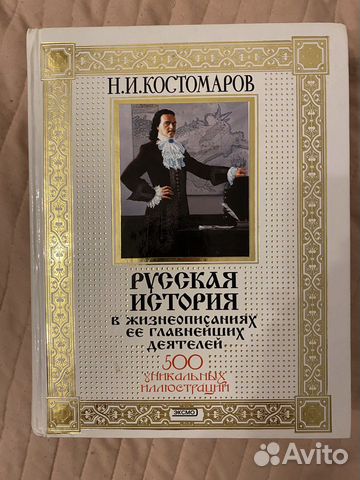 Н.И.КОСТОМАРОВ
РУССКАЯ
ИСТОРИЯ
В ЖИЗНЕОПИСАНИЯХ
ЕЕ ГЛАВНЕЙШИХ
ДЕЯТЕЛЕЙ
500
УНИКАЛЬНЫХ
ИЛЛЮСТРАЦИЙ
ЭКСМО
Avito